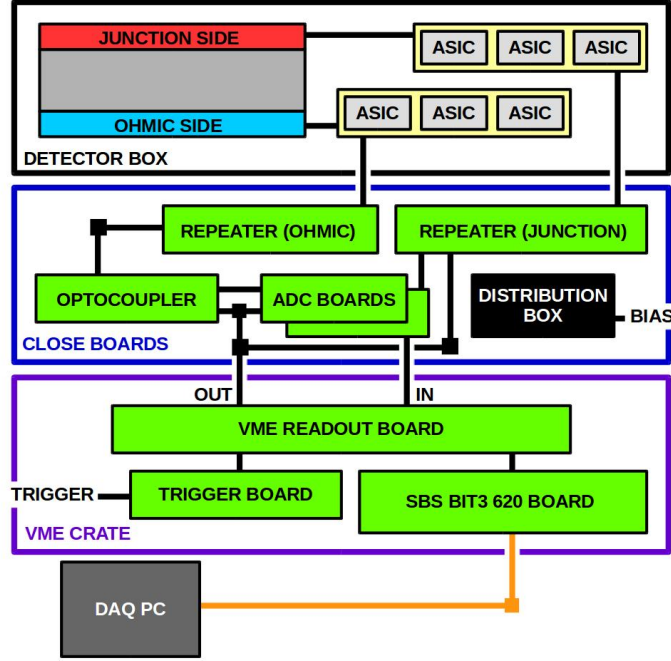 JUNCTION SIDE
ASIC ASIC ASIC
ASIC ASIC ASIC
OHMIC SIDE
DETECTOR BOX
REPEATER (OHMIC)
REPEATER (JUNCTION)
OPTOCOUPLER
ADC BOARDS
DISTRIBUTION
BOX
BIAS
CLOSE BOARDS
OUT
IN
VME READOUT BOARD
TRIGGER
TRIGGER BOARD
SBS BIT3 620 BOARD
VME CRATE
DAQ PC